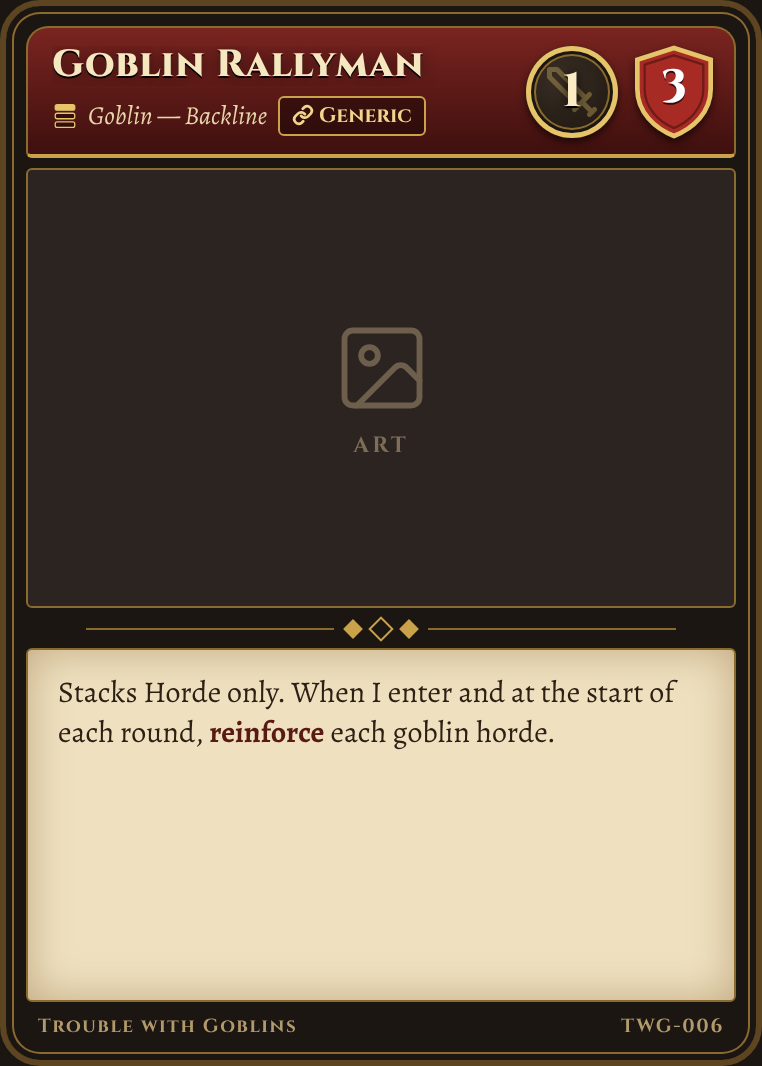 Goblin Rallyman
Goblin — Backline
Generic
1
3
ART
Stacks Horde only. When I enter and at the start of
each round, reinforce each goblin horde.
Trouble with Goblins
TWG-006